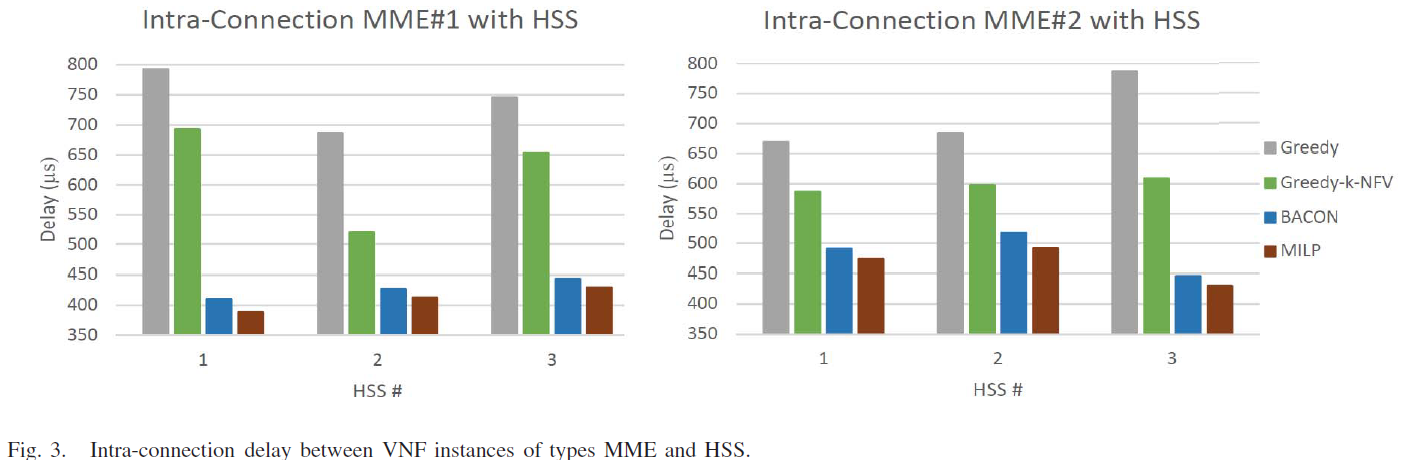 Intra-Connection MME#1 with HSS
800
750
700
650
600
550
500
450
400
350
Delay (µs)
1
2
3
HSS #
Intra-Connection MME#2 with HSS
800
750
700
650
600
550
500
450
400
350
Delay (µs)
1
2
3
HSS #
Greedy
Greedy-k-NFV
BACON
MILP
Fig. 3. Intra-connection delay between VNF instances of types MME and HSS.